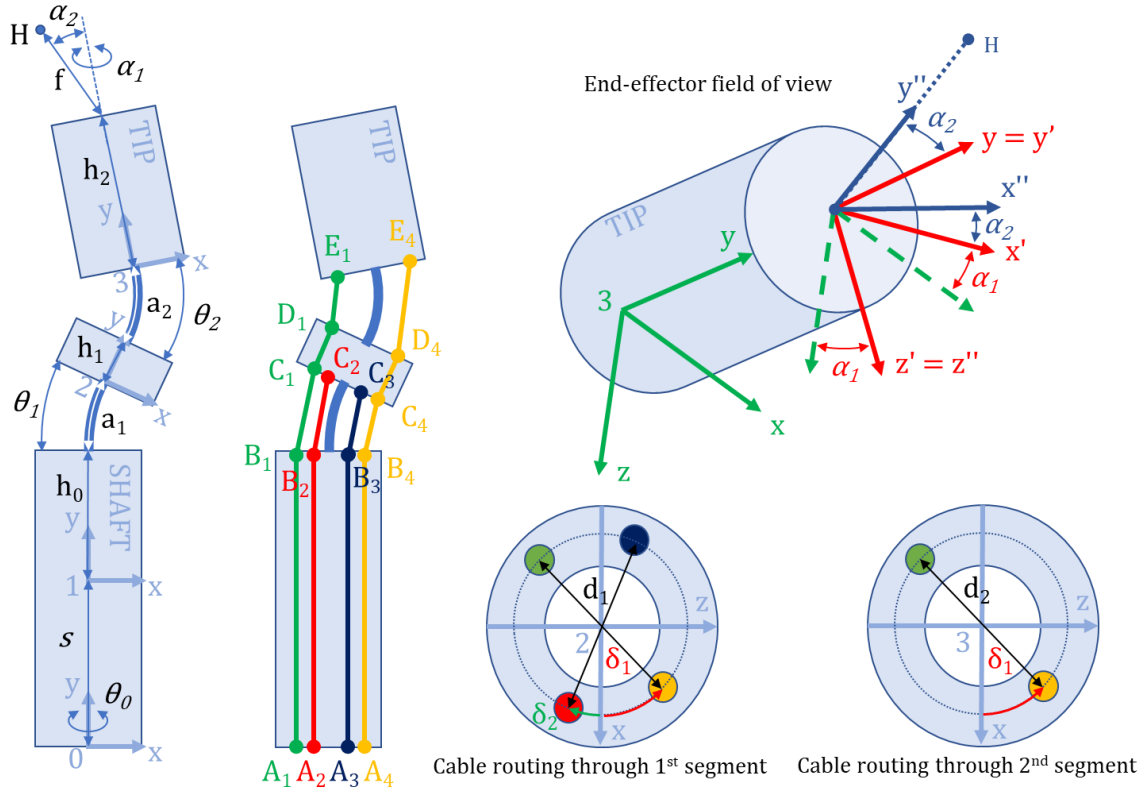 α₂
H
f
α₁
TIP
h₂
y
x
3
a₂
θ₂
y
h₁
2
x
θ₁
a₁
SHAFT
h₀
y
1
x
s
y
θ₀
0
x
TIP
E₁
E₄
D₁
D₄
C₁
C₂
C₃
C₄
B₁
B₂
B₃
B₄
A₁ A₂ A₃ A₄
End-effector field of view
H
y''
α₂
y = y'
x''
α₂
x'
α₁
TIP
y
3
α₁
z' = z''
x
z
d₁
z
2
δ₁
δ₂
x
Cable routing through 1st segment
d₂
z
3
δ₁
x
Cable routing through 2nd segment